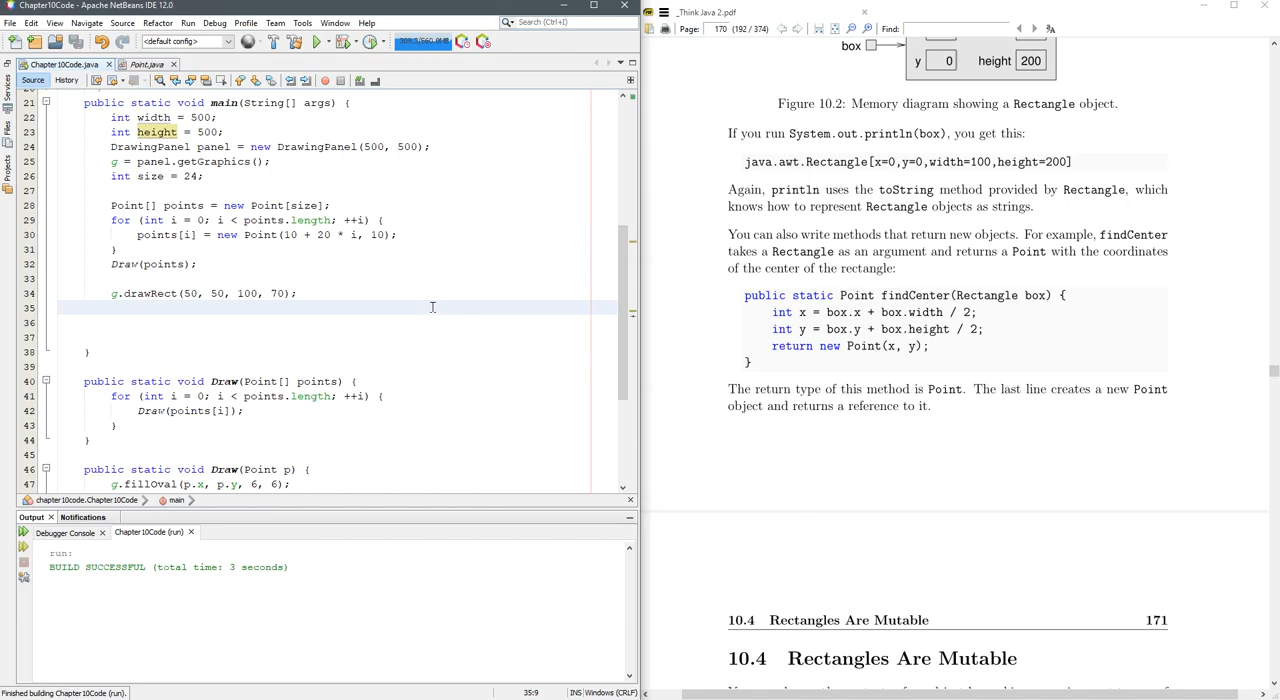 Chapter10Code - Apache NetBeans IDE 12.0
File Edit View Navigate Source Refactor Run Debug Profile Team Tools Window Help
Search (Ctrl+I)
<default config>
Chapter10Code.java
Point.java
Source History
Services
Files
Projects
21 public static void main(String[] args) {
22 int width = 500;
23 int height = 500;
24 DrawingPanel panel = new DrawingPanel(500, 500);
25 g = panel.getGraphics();
26 int size = 24;
27
28 Point[] points = new Point[size];
29 for (int i = 0; i < points.length; ++i) {
30 points[i] = new Point(10 + 20 * i, 10);
31 }
32 Draw(points);
33
34 g.drawRect(50, 50, 100, 70);
35
36
37
38 }
39
40 public static void Draw(Point[] points) {
41 for (int i = 0; i < points.length; ++i) {
42 Draw(points[i]);
43 }
44 }
45
46 public static void Draw(Point p) {
47 g.fillOval(p.x, p.y, 6, 6);
chapter10code.Chapter10Code main
Output Notifications
Debugger Console Chapter10Code (run)
run:
BUILD SUCCESSFUL (total time: 3 seconds)
Finished building Chapter10Code (run).
35:9 INS Windows (CRLF)
_Think Java 2.pdf
Page: 170 (192 / 374) Find:
box
y 0 height 200
Figure 10.2: Memory diagram showing a Rectangle object.
If you run System.out.println(box), you get this:
java.awt.Rectangle[x=0,y=0,width=100,height=200]
Again, println uses the toString method provided by Rectangle, which
knows how to represent Rectangle objects as strings.
You can also write methods that return new objects. For example, findCenter
takes a Rectangle as an argument and returns a Point with the coordinates
of the center of the rectangle:
public static Point findCenter(Rectangle box) {
int x = box.x + box.width / 2;
int y = box.y + box.height / 2;
return new Point(x, y);
}
The return type of this method is Point. The last line creates a new Point
object and returns a reference to it.
10.4 Rectangles Are Mutable 171
10.4 Rectangles Are Mutable